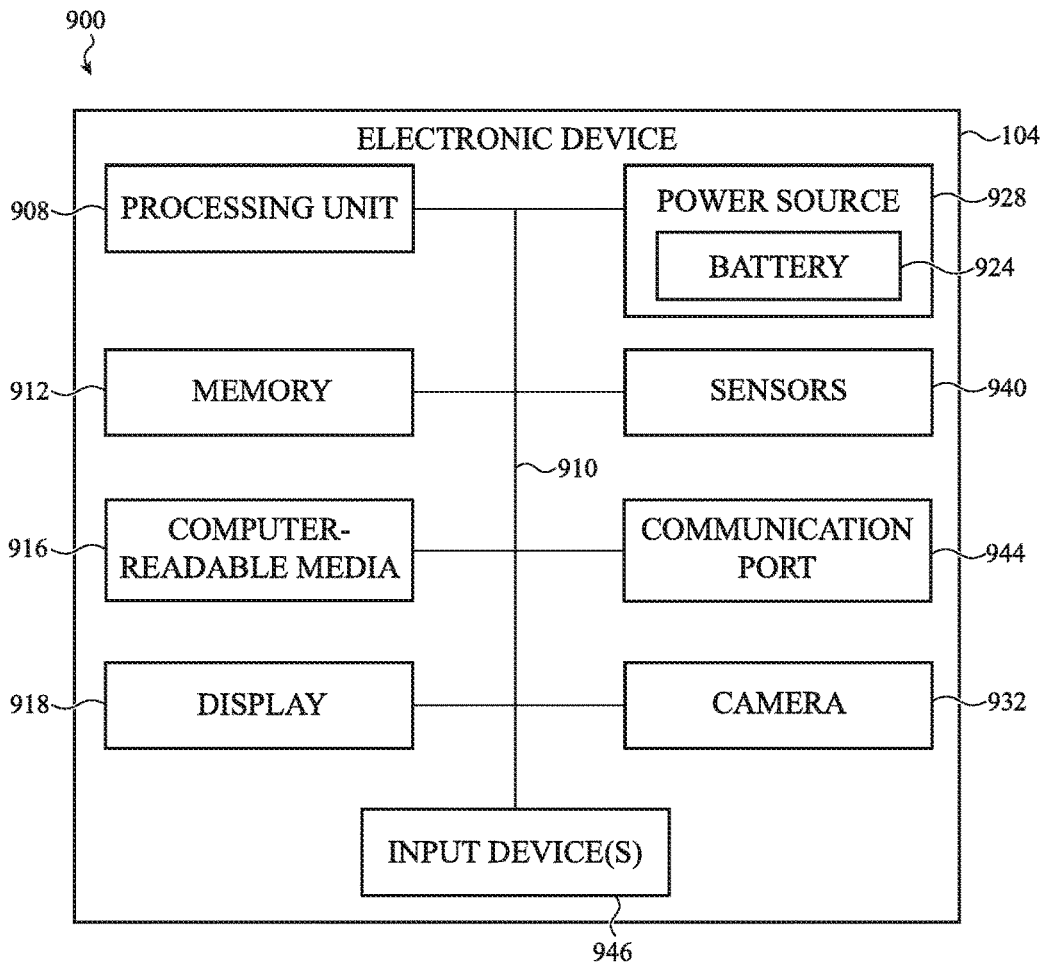 900
ELECTRONIC DEVICE
104
908
PROCESSING UNIT
POWER SOURCE
928
BATTERY
924
912
MEMORY
SENSORS
940
910
916
COMPUTER-
READABLE MEDIA
COMMUNICATION
PORT
944
918
DISPLAY
CAMERA
932
INPUT DEVICE(S)
946